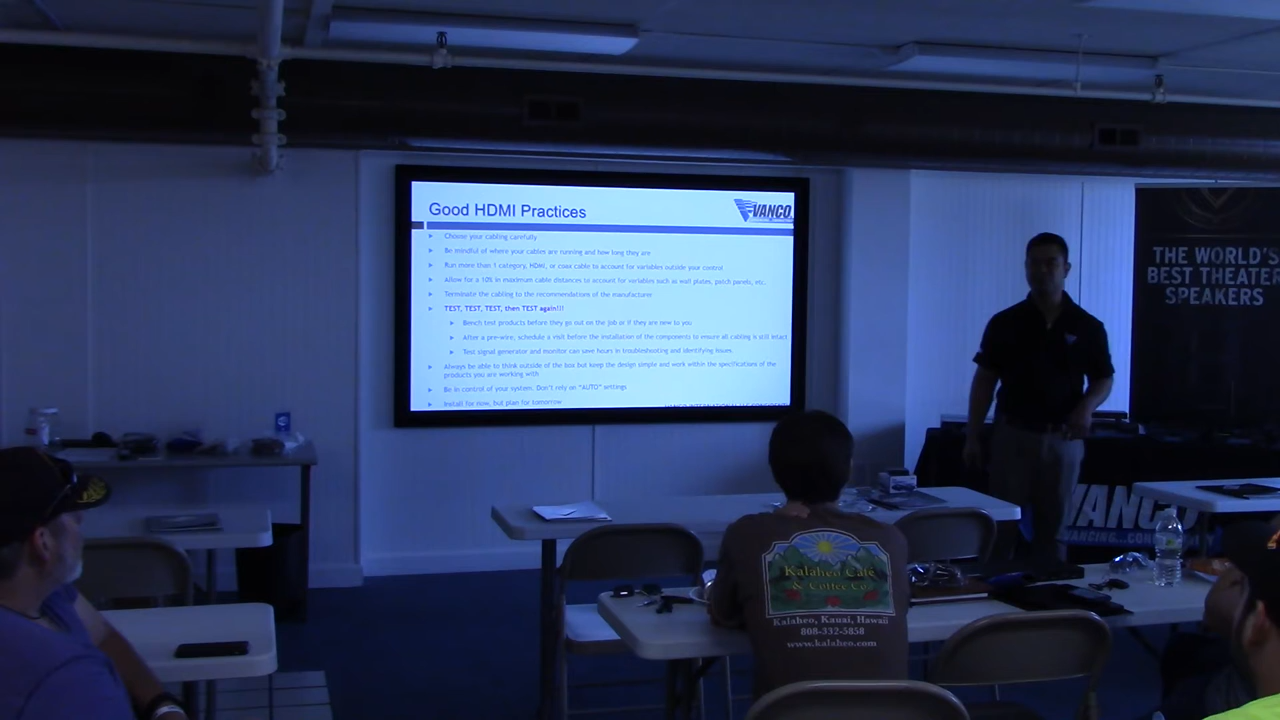 Good HDMI Practices
VANCO
Choose your cabling carefully
Be mindful of where your cables are running and how long they are
Run more than 1 category, HDMI, or coax cable to account for variables outside your control
Allow for a 10% in maximum cable distances to account for variables such as wall plates, patch panels, etc.
Terminate the cabling to the recommendations of the manufacturer
TEST, TEST, TEST, then TEST again!!!
Bench test products before they go out on the job or if they are new to you
After a pre-wire, schedule a visit before the installation of the components to ensure all cabling is still intact
Test signal generator and monitor can save hours in troubleshooting and identifying issues.
Always be able to think outside of the box but keep the design simple and work within the specifications of the
products you are working with
Be in control of your system. Don't rely on "AUTO" settings
Install for now, but plan for tomorrow
VANCO INTERNATIONAL LLC CONFIDENTI
THE WORLD'S
BEST THEATER
SPEAKERS
VANCO
VANCING...CON
Kalaheo Café
& Coffee Co.
Kalaheo, Kauai, Hawaii
808-332-5858
www.kalaheo.com